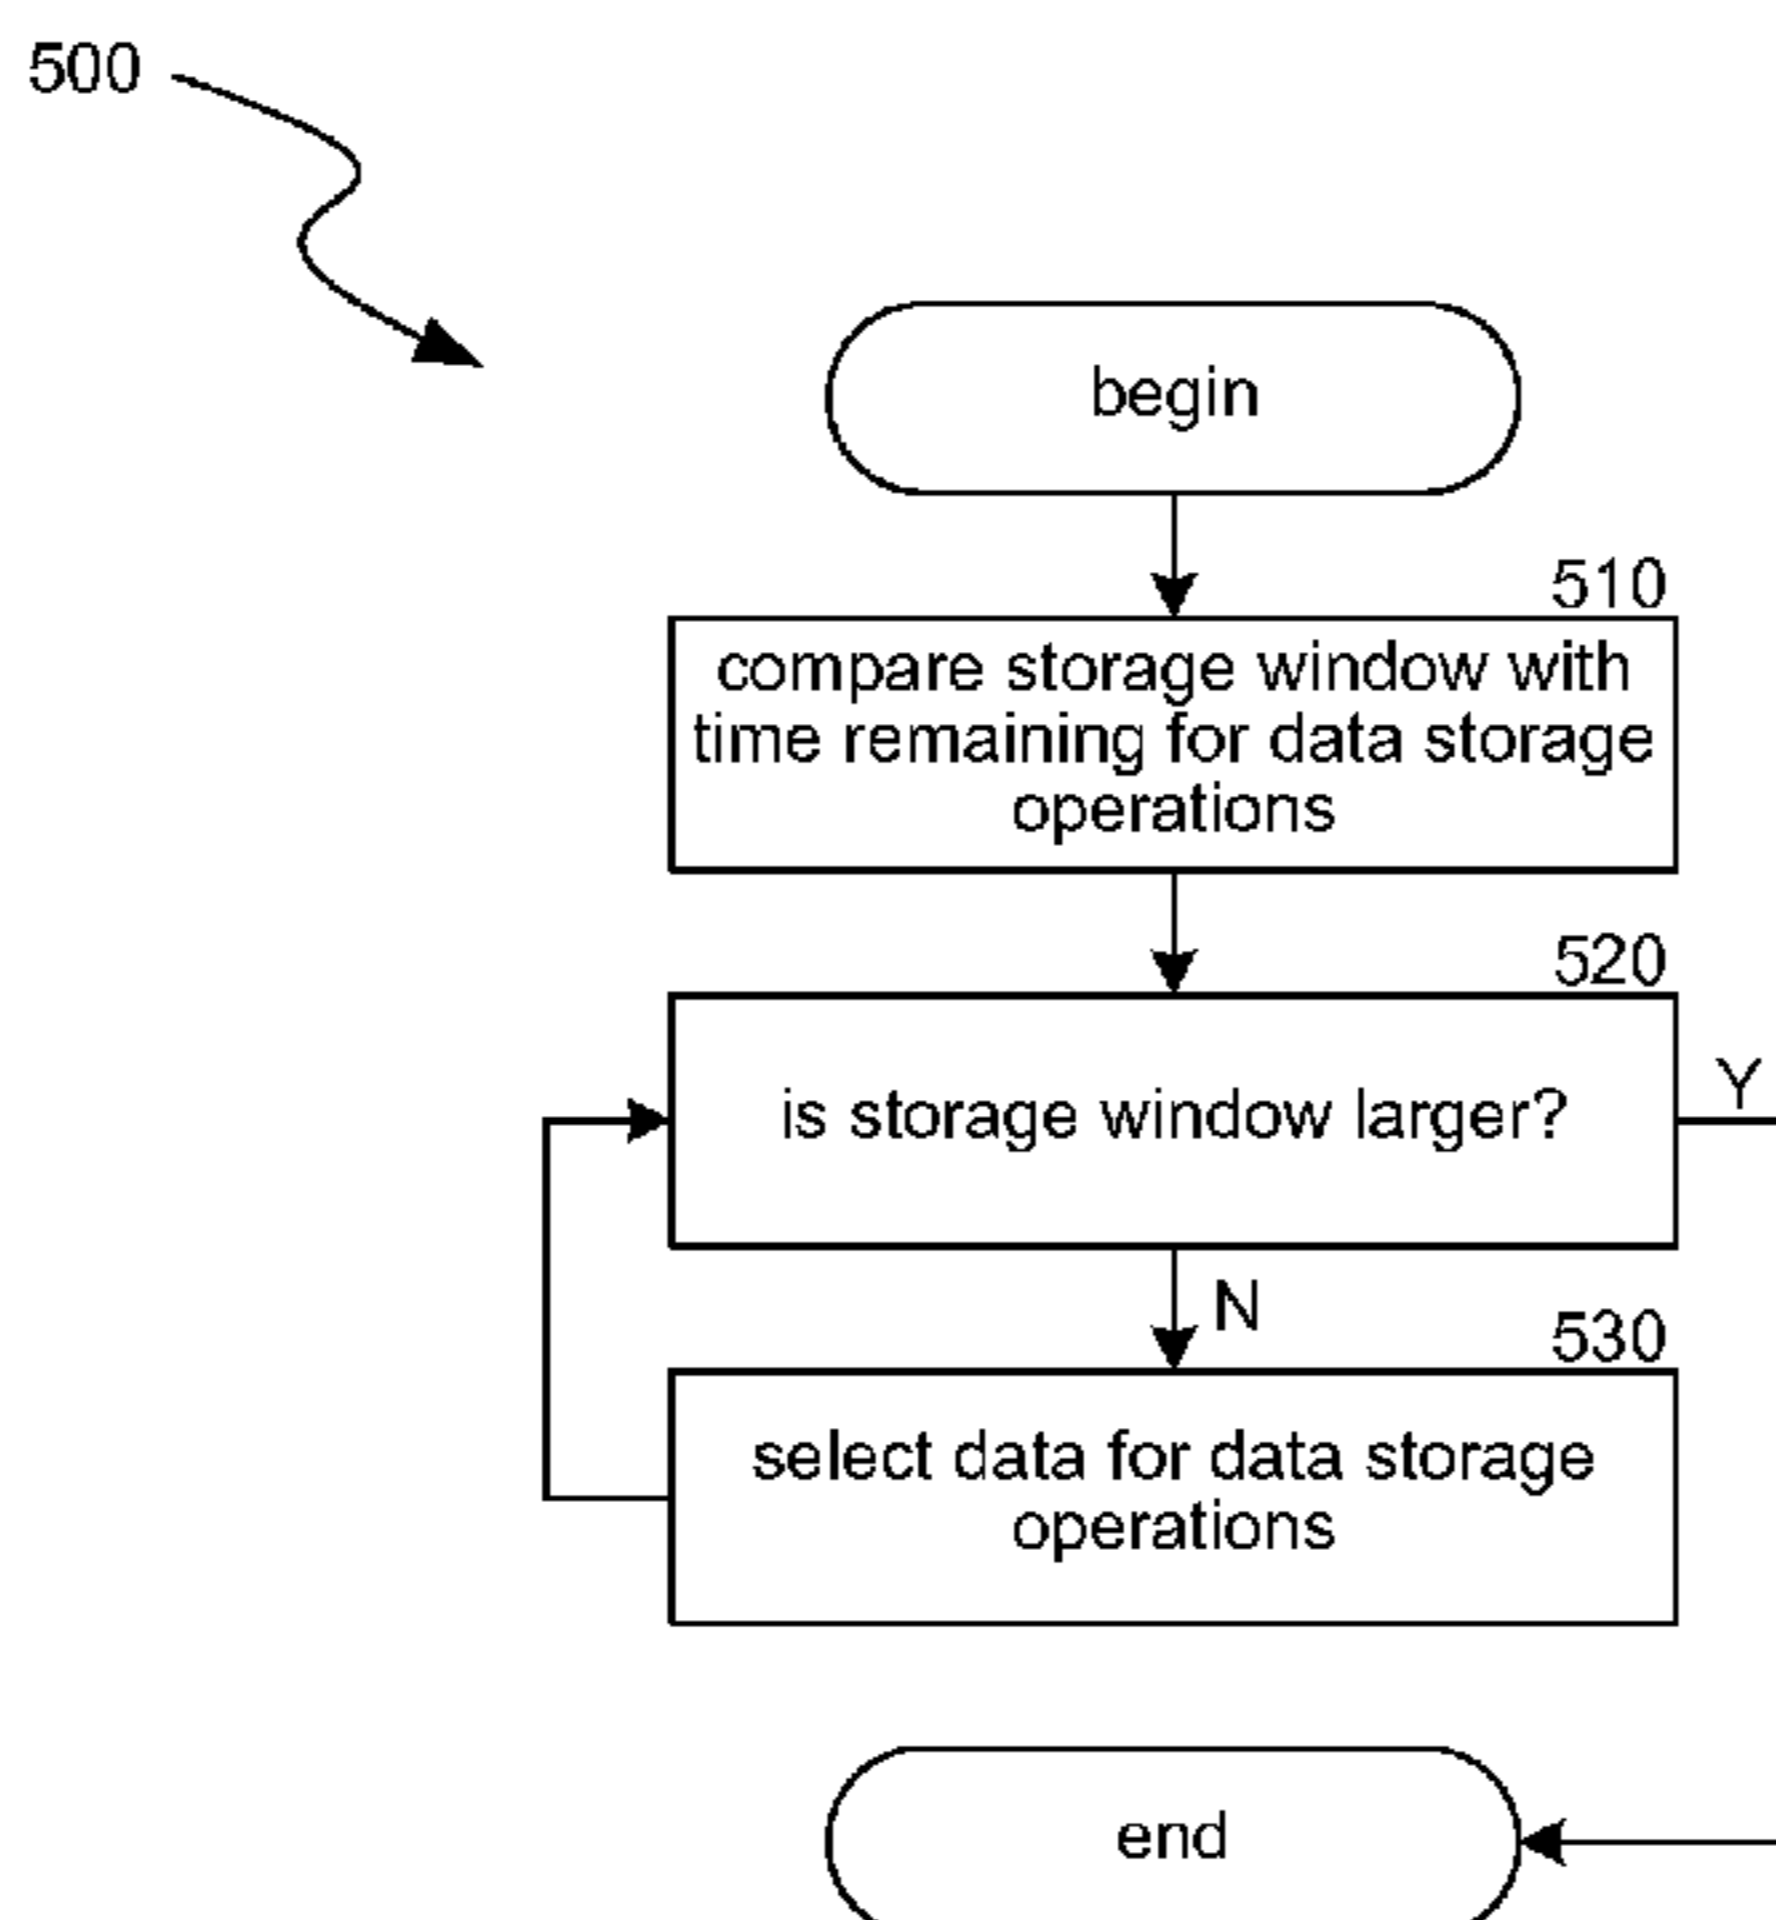 500
begin
510
compare storage window with
time remaining for data storage
operations
520
is storage window larger?
Y
N
530
select data for data storage
operations
end